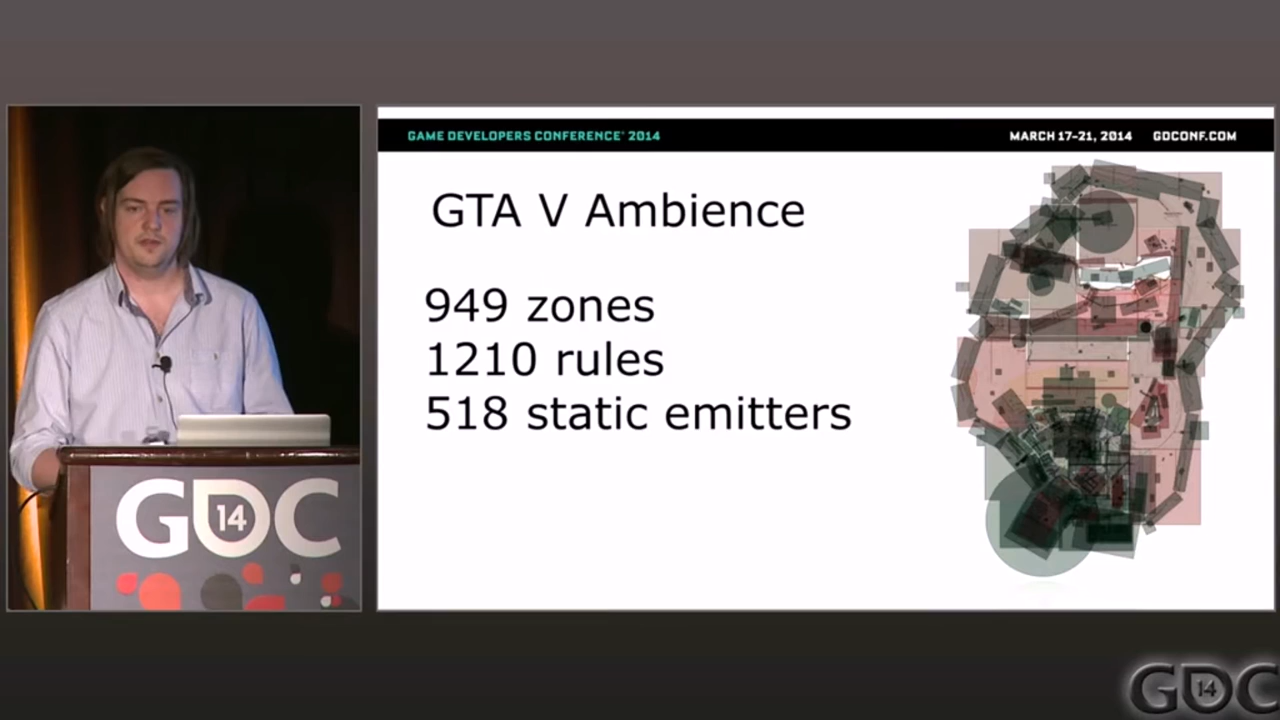 GAME DEVELOPERS CONFERENCE® 2014
MARCH 17-21, 2014 GDCONF.COM
GTA V Ambience
949 zones
1210 rules
518 static emitters
GDC
14
GDC
14